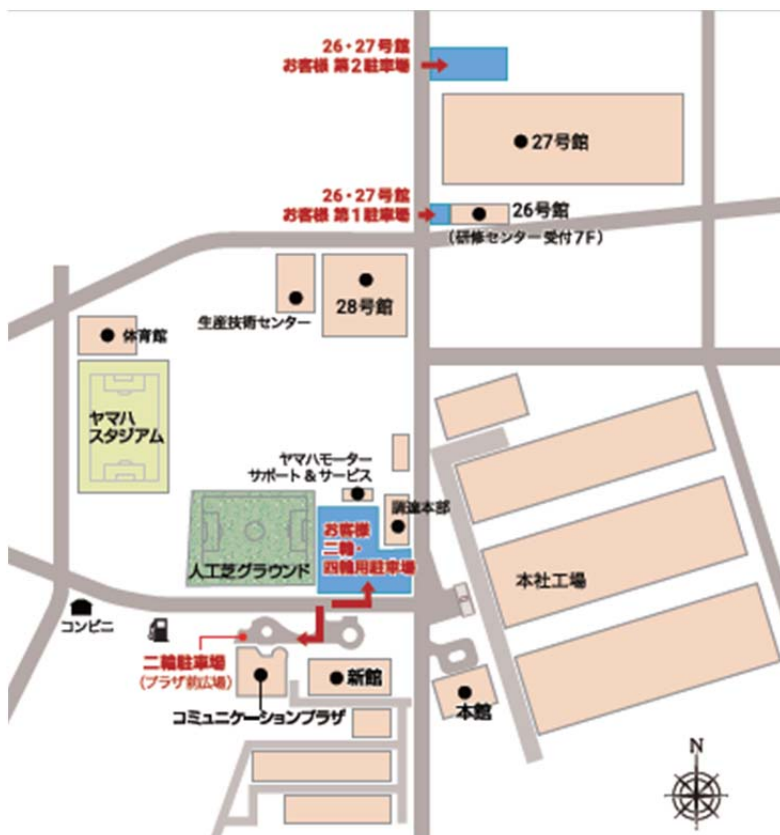 26・27号館
お客様 第2駐車場
27号館
26・27号館
お客様 第1駐車場
26号館
(研修センター 受付7F)
28号館
生産技術センター
体育館
ヤマハ
スタジアム
ヤマハモーター
サポート&サービス
調達本部
お客様
二輪・
四輪用駐車場
人工芝グラウンド
本社工場
コンビニ
二輪駐車場
(プラザ前広場)
新館
本館
コミュニケーションプラザ
N